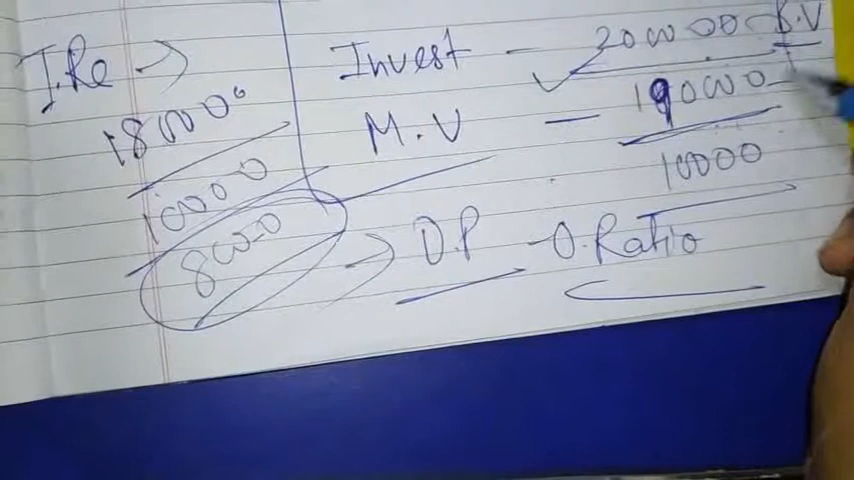 I.Re → Invest - 200000 B.V
18000 M.V - 190000
10000 10000
8000 → O.P - O.Ratio